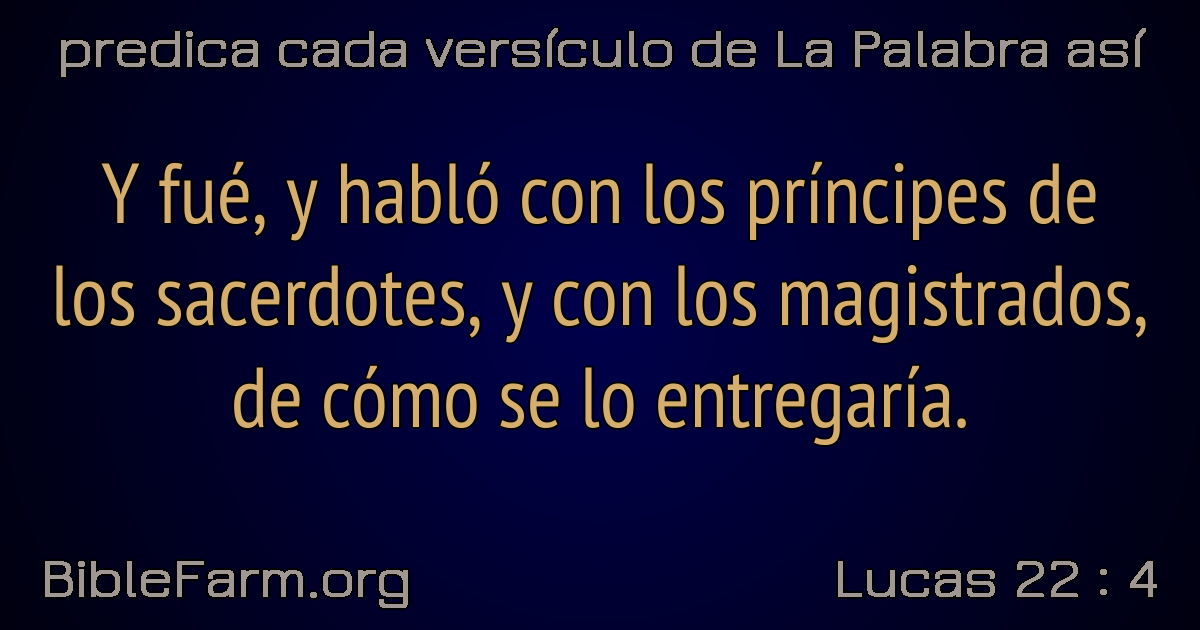 predica cada versículo de La Palabra así
Y fué, y habló con los príncipes de
los sacerdotes, y con los magistrados,
de cómo se lo entregaría.
BibleFarm.org
Lucas 22 : 4